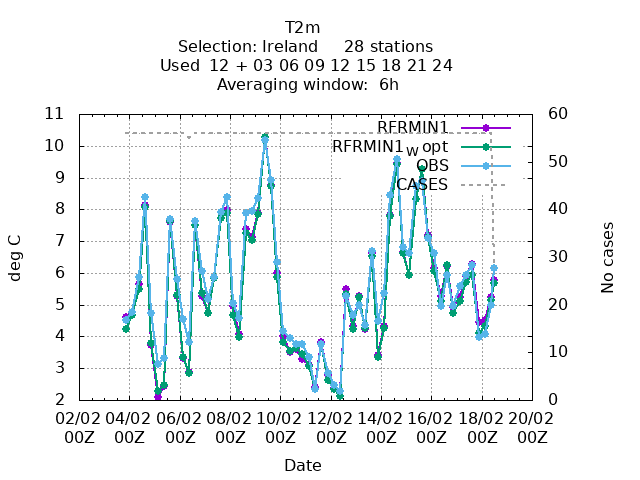 T2m
Selection: Ireland 28 stations
Used 12 + 03 06 09 12 15 18 21 24
Averaging window: 6h
RFRMIN1
RFRMIN1_W opt
OBS
CASES
deg C
11
10
9
8
7
6
5
4
3
2
No cases
60
50
40
30
20
10
0
02/02 04/02 06/02 08/02 10/02 12/02 14/02 16/02 18/02 20/02
00Z 00Z 00Z 00Z 00Z 00Z 00Z 00Z 00Z 00Z
Date